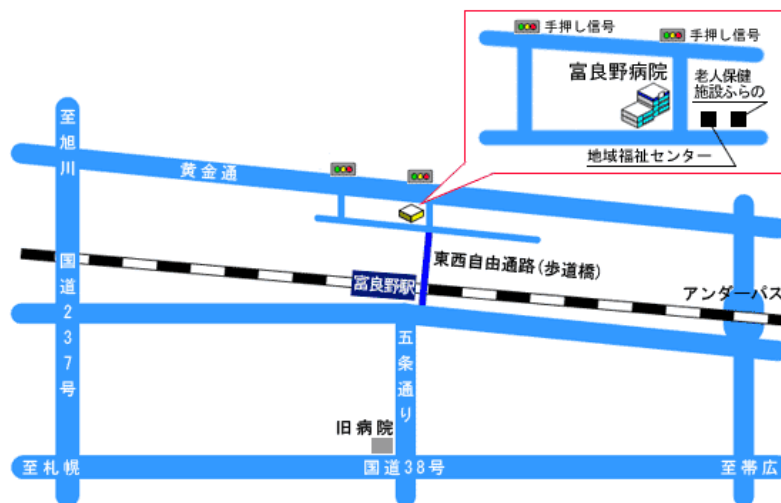 手押し信号
手押し信号
富良野病院
老人保健
施設ふらの
地域福祉センター
至旭川
国道237号
黄金通
東西自由通路(歩道橋)
富良野駅
アンダーパス
五条通り
旧病院
至札幌
国道38号
至帯広